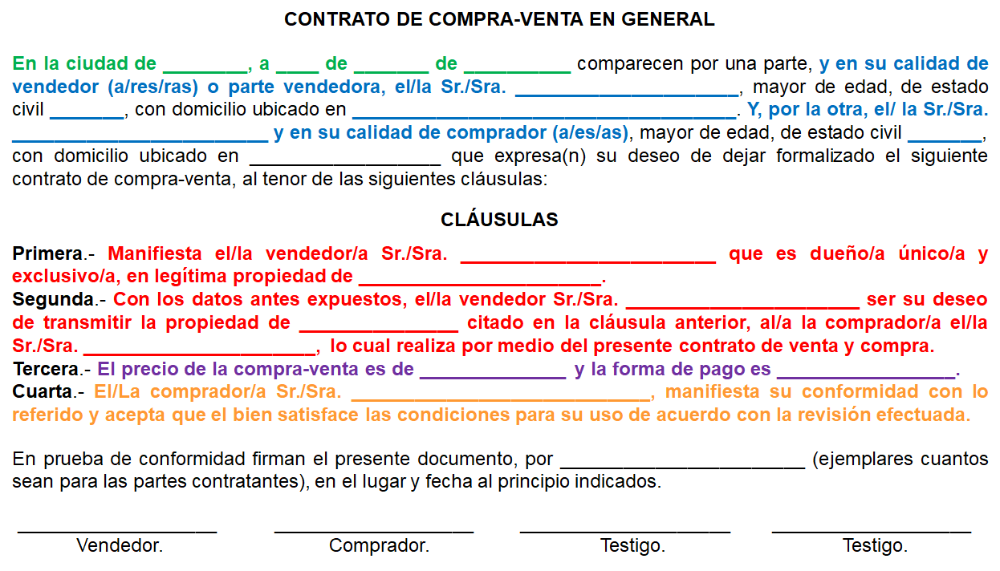 CONTRATO DE COMPRA-VENTA EN GENERAL
En la ciudad de ________, a ____ de _______ de __________ comparecen por una parte, y en su calidad de
vendedor (a/res/ras) o parte vendedora, el/la Sr./Sra. _____________________, mayor de edad, de estado
civil _______, con domicilio ubicado en ____________________________________. Y, por la otra, el/ la Sr./Sra.
________________________ y en su calidad de comprador (a/es/as), mayor de edad, de estado civil _______,
con domicilio ubicado en __________________ que expresa(n) su deseo de dejar formalizado el siguiente
contrato de compra-venta, al tenor de las siguientes cláusulas:
CLÁUSULAS
Primera.- Manifiesta el/la vendedor/a Sr./Sra. ________________________ que es dueño/a único/a y
exclusivo/a, en legítima propiedad de _______________________.
Segunda.- Con los datos antes expuestos, el/la vendedor Sr./Sra. ______________________ ser su deseo
de transmitir la propiedad de _______________ citado en la cláusula anterior, al/a la comprador/a el/la
Sr./Sra. ______________________, lo cual realiza por medio del presente contrato de venta y compra.
Tercera.- El precio de la compra-venta es de ______________ y la forma de pago es _________________.
Cuarta.- El/La comprador/a Sr./Sra. ____________________________, manifiesta su conformidad con lo
referido y acepta que el bien satisface las condiciones para su uso de acuerdo con la revisión efectuada.
En prueba de conformidad firman el presente documento, por _______________________ (ejemplares cuantos
sean para las partes contratantes), en el lugar y fecha al principio indicados.
___________________ ___________________ ____________________ ___________________
Vendedor. Comprador. Testigo. Testigo.